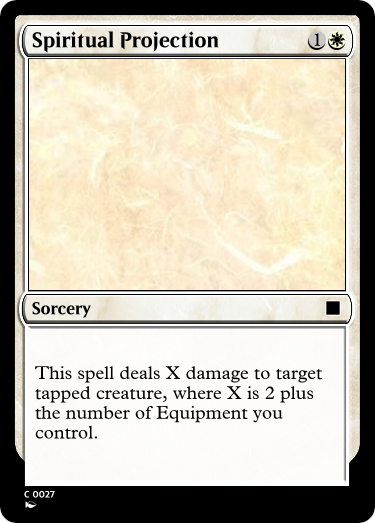 Spiritual Projection 1
Sorcery
This spell deals X damage to target
tapped creature, where X is 2 plus
the number of Equipment you
control.
C 0027